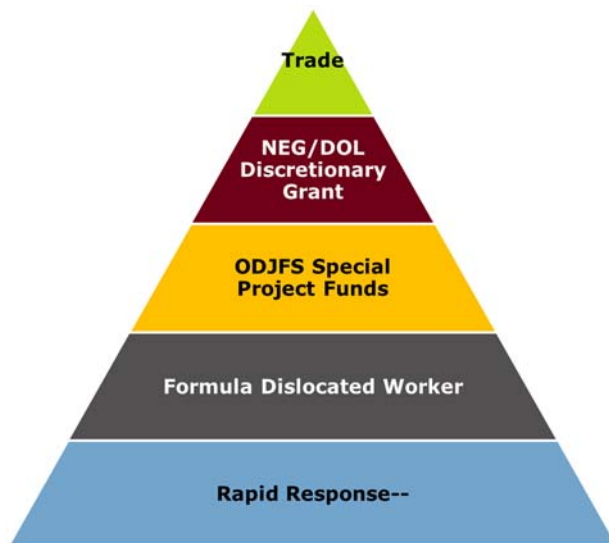 Trade
NEG/DOL
Discretionary
Grant
ODJFS Special
Project Funds
Formula Dislocated Worker
Rapid Response--